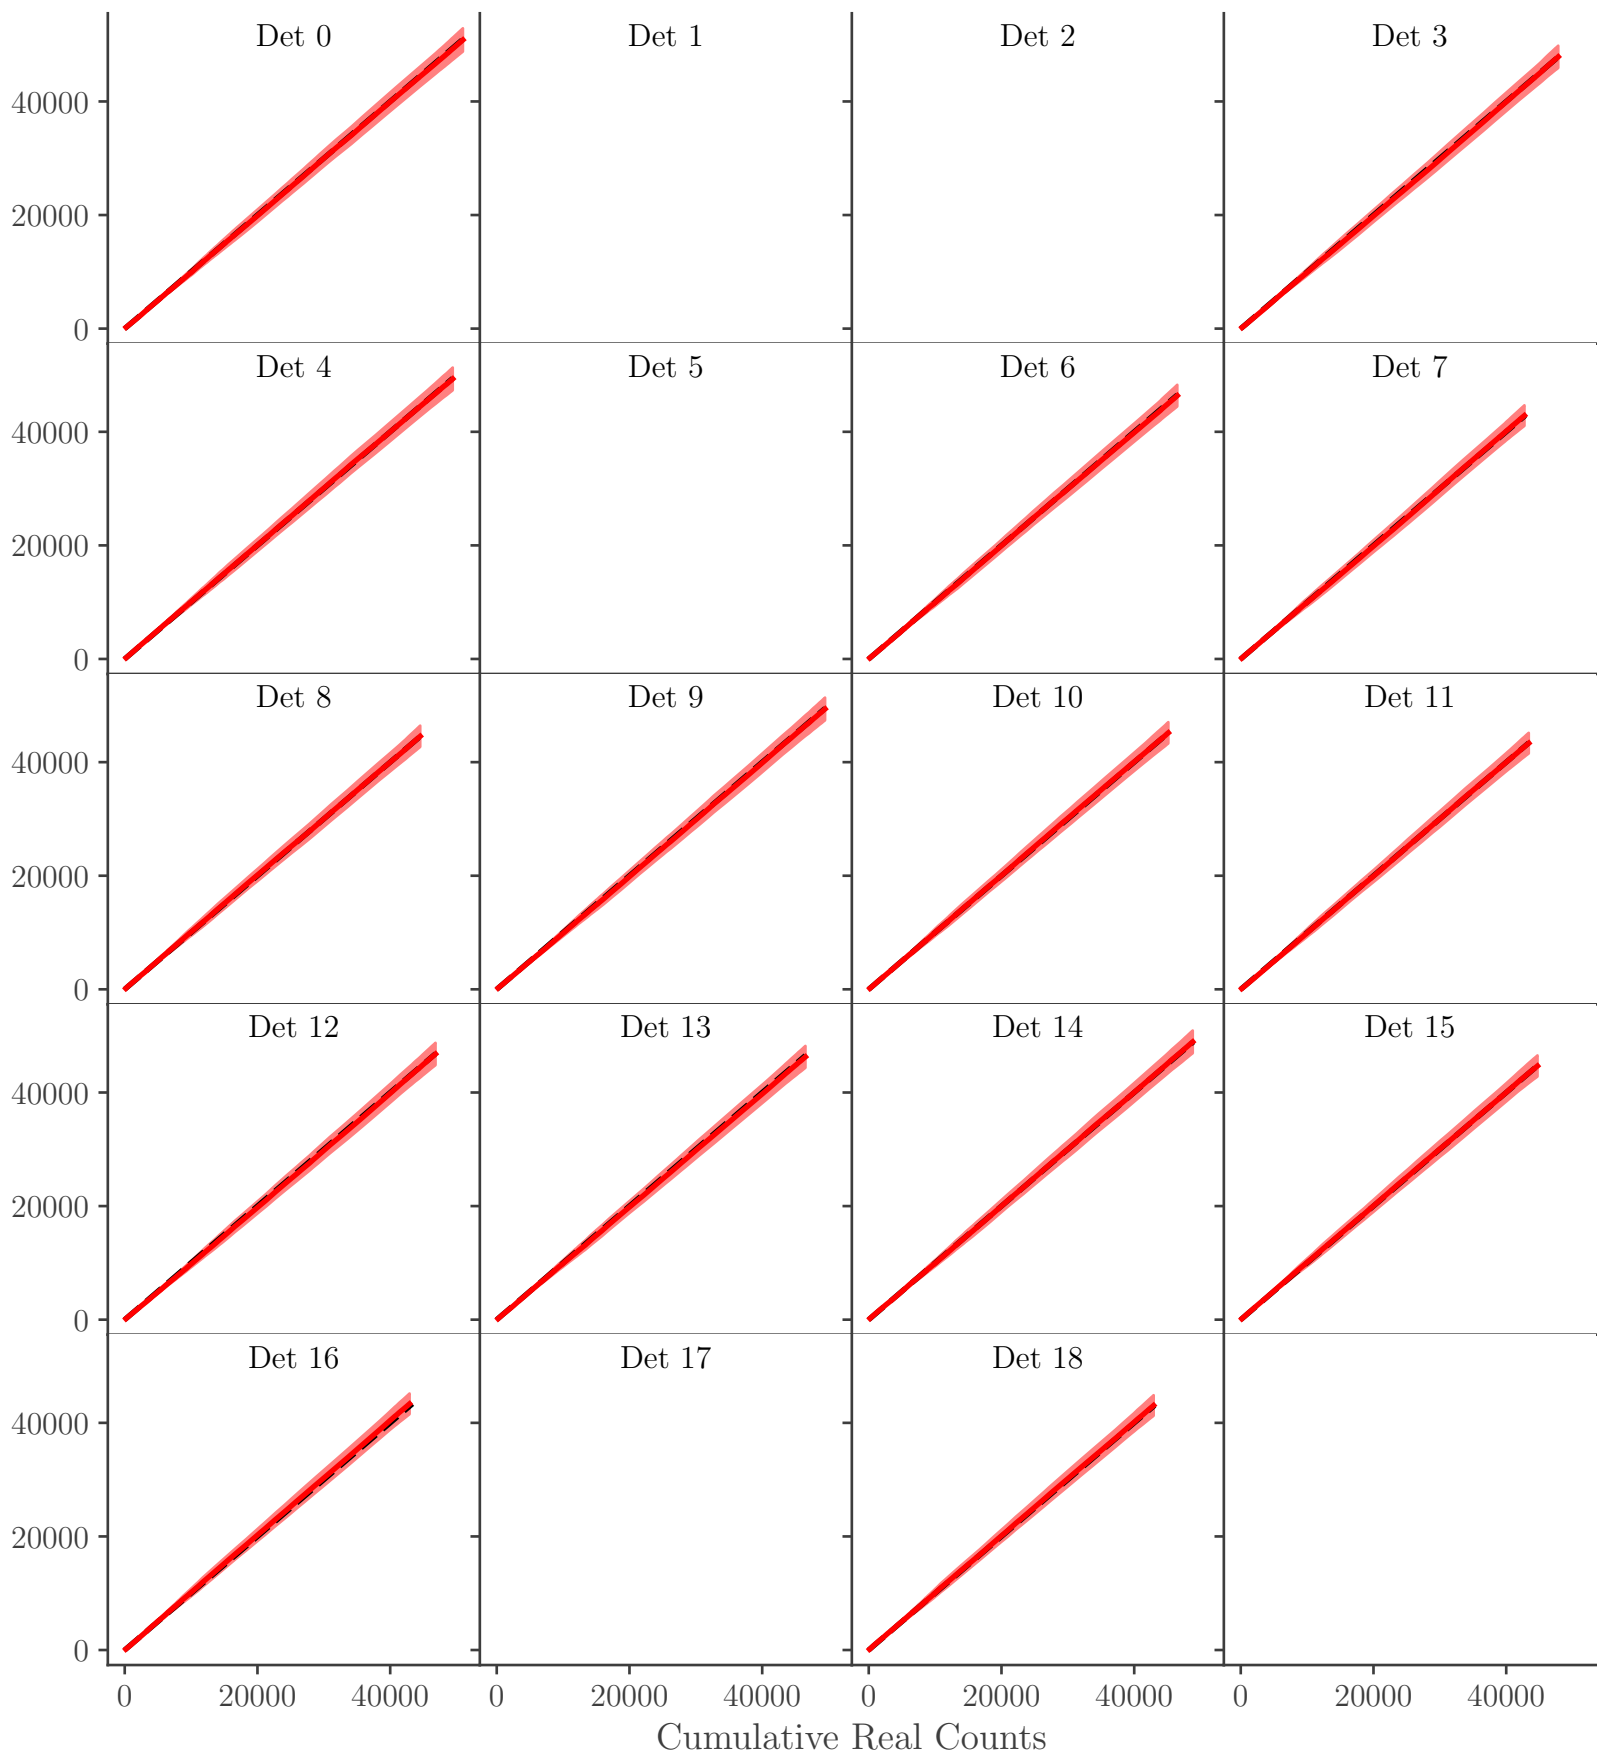 Det 0 Det 1 Det 2 Det 3
40000
20000
0
Det 4 Det 5 Det 6 Det 7
40000
20000
0
Det 8 Det 9 Det 10 Det 11
40000
20000
0
Det 12 Det 13 Det 14 Det 15
40000
20000
0
Det 16 Det 17 Det 18
40000
20000
0
0 20000 40000 0 20000 40000 0 20000 40000 0 20000 40000
Cumulative Real Counts